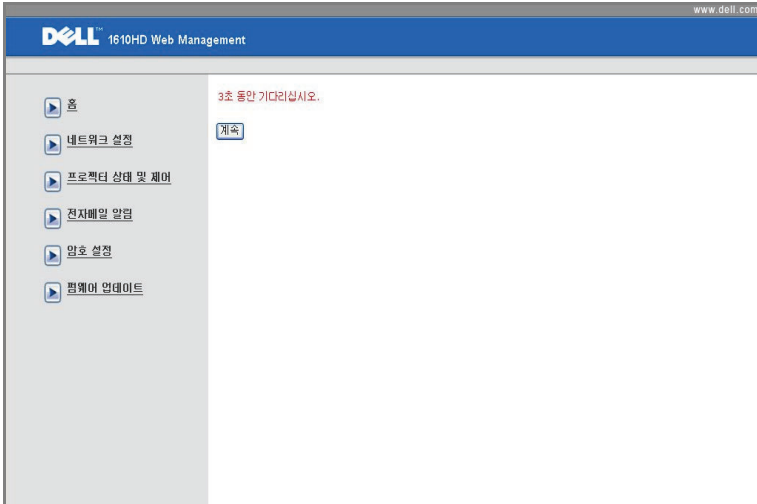 www.dell.com
DELL™ 1610HD Web Management
홈
네트워크 설정
프로젝터 상태 및 제어
전자메일 알림
암호 설정
펌웨어 업데이트
3초 동안 기다리십시오.
계속